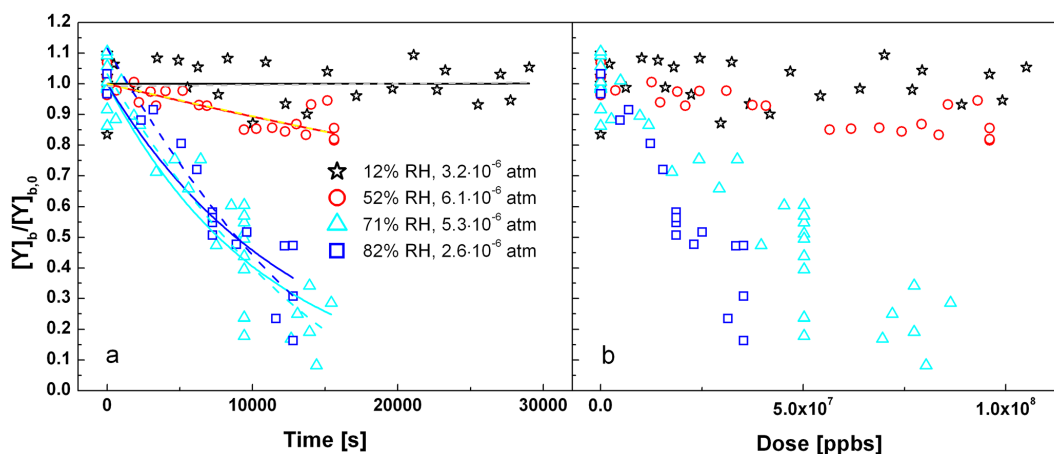 1.2
1.1
1.0
0.9
0.8
0.7
0.6
0.5
0.4
0.3
0.2
0.1
0.0
[Y]b/[Y]b,0
12% RH, 3.2·10⁻⁶ atm
52% RH, 6.1·10⁻⁶ atm
71% RH, 5.3·10⁻⁶ atm
82% RH, 2.6·10⁻⁶ atm
a
b
0 10000 20000 30000
0.0 5.0x10⁷ 1.0x10⁸
Time [s]
Dose [ppbs]